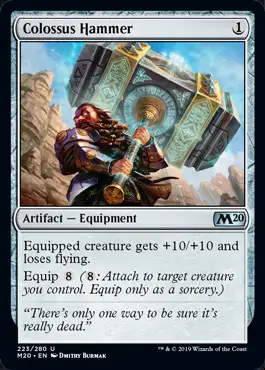 Colossus Hammer 1
Artifact — Equipment M20
Equipped creature gets +10/+10 and
loses flying.
Equip 8 (8: Attach to target creature
you control. Equip only as a sorcery.)
“There’s only one way to be sure it’s
really dead.”
223/280 U
M20 • EN DMITRY BURMAK
™ & © 2019 Wizards of the Coast